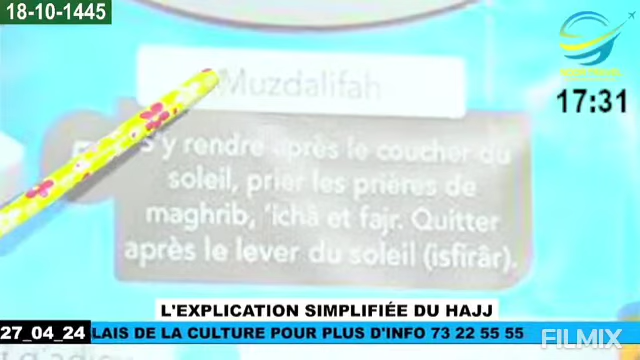 18-10-1445
17:31
Muzdalifah
S'y rendre après le coucher du
soleil, prier les prières de
maghrib, 'ichâ et fajr. Quitter
après le lever du soleil (isfirâr).
L'EXPLICATION SIMPLIFIÉE DU HAJJ
27_04_24 LAIS DE LA CULTURE POUR PLUS D'INFO 73 22 55 55
FILMIX